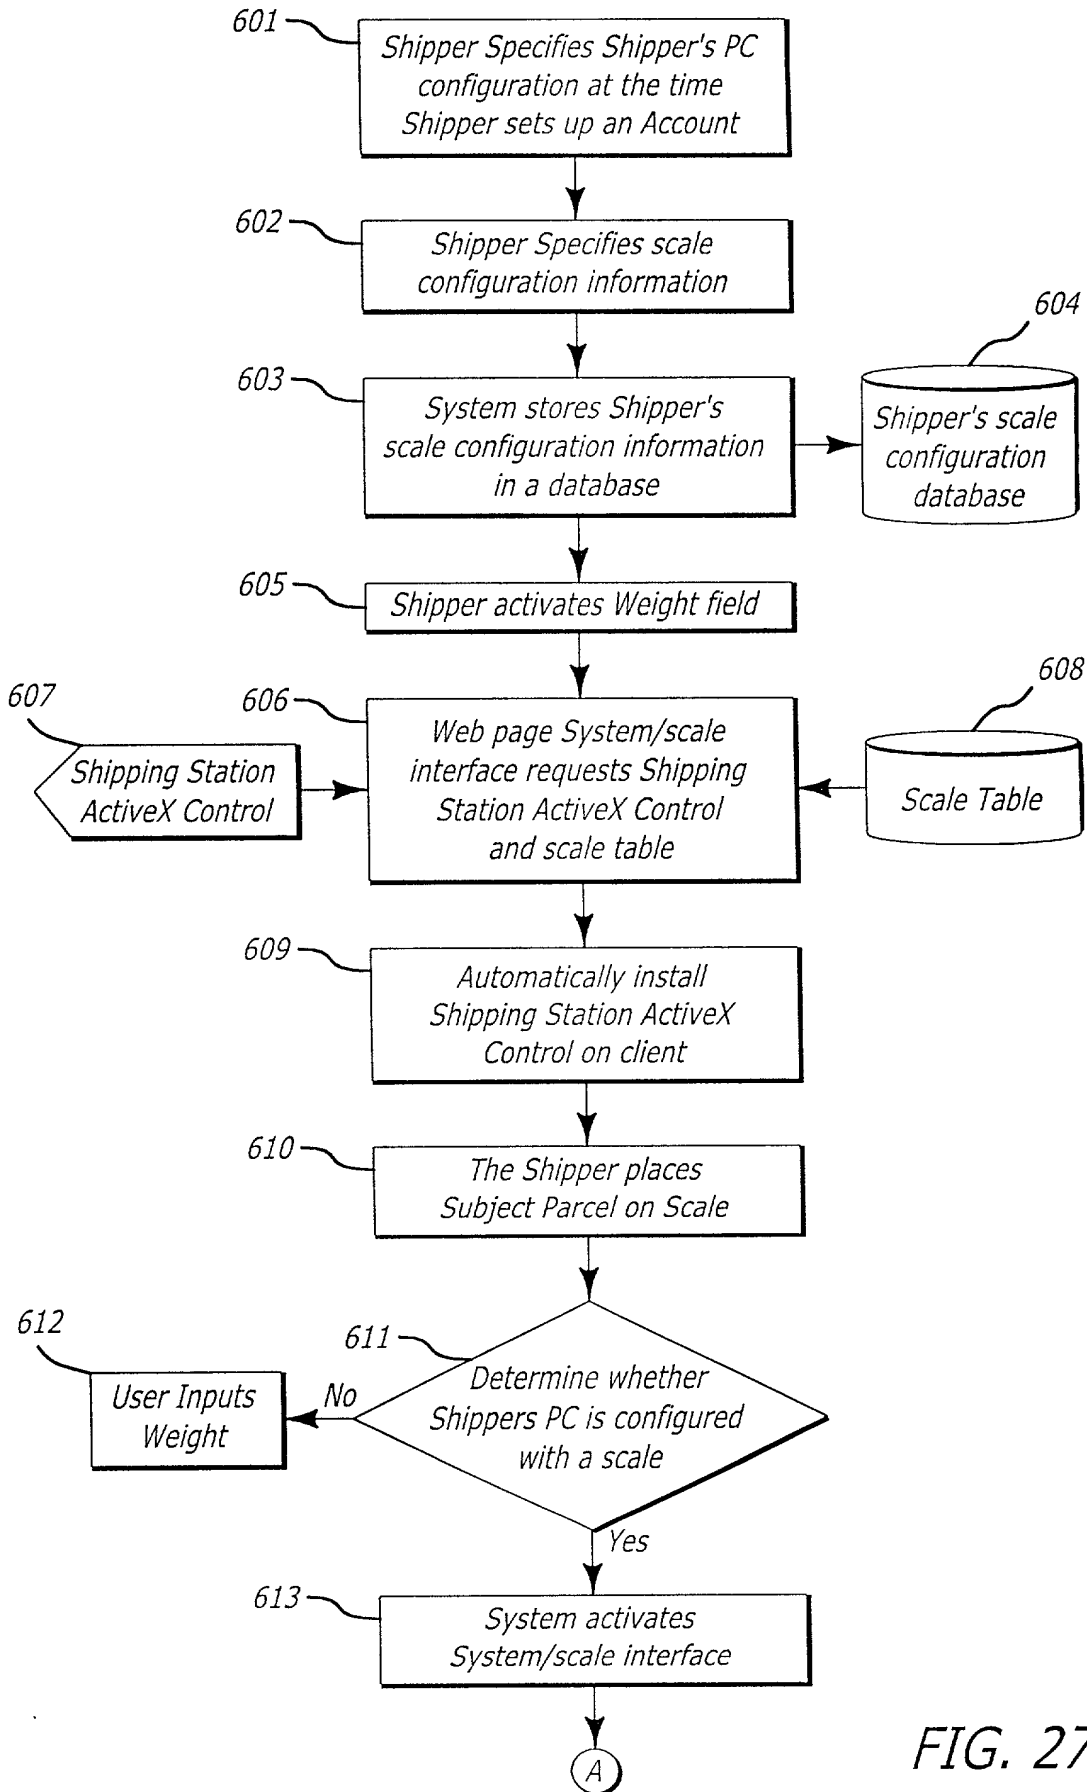 601
Shipper Specifies Shipper's PC
configuration at the time
Shipper sets up an Account
602
Shipper Specifies scale
configuration information
603
System stores Shipper's
scale configuration information
in a database
604
Shipper's scale
configuration
database
605
Shipper activates Weight field
606
Web page System/scale
interface requests Shipping
Station ActiveX Control
and scale table
607
Shipping Station
ActiveX Control
608
Scale Table
609
Automatically install
Shipping Station ActiveX
Control on client
610
The Shipper places
Subject Parcel on Scale
611
Determine whether
Shippers PC is configured
with a scale
No
612
User Inputs
Weight
Yes
613
System activates
System/scale interface
A
FIG. 27